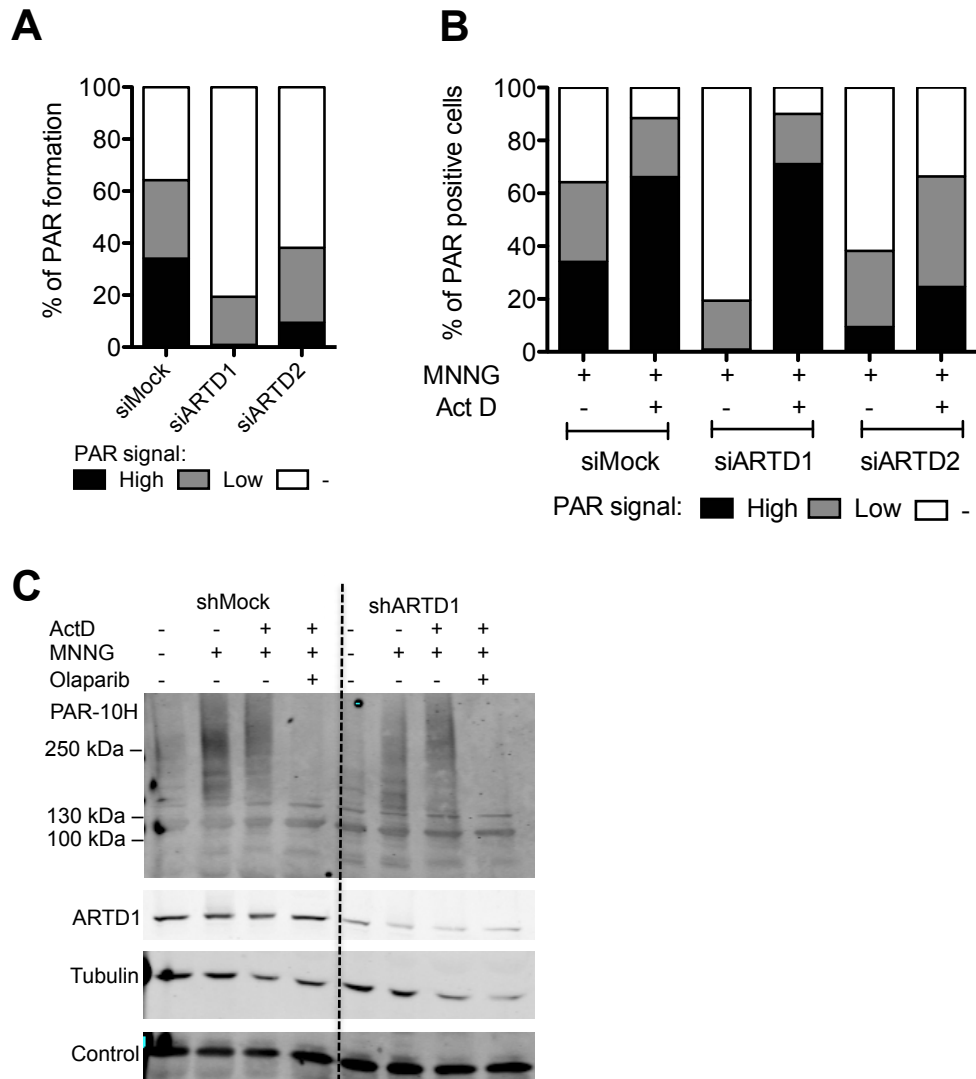 A
100
80
60
40
20
0
% of PAR formation
siMock
siARTD1
siARTD2
PAR signal:
High Low -
B
100
80
60
40
20
0
% of PAR positive cells
MNNG + + + + + +
Act D - + - + - +
siMock siARTD1 siARTD2
PAR signal: High Low -
C
shMock shARTD1
ActD - - + + - - + +
MNNG - + + + - + + +
Olaparib - - - + - - - +
PAR-10H
250 kDa –
130 kDa –
100 kDa –
ARTD1
Tubulin
Control